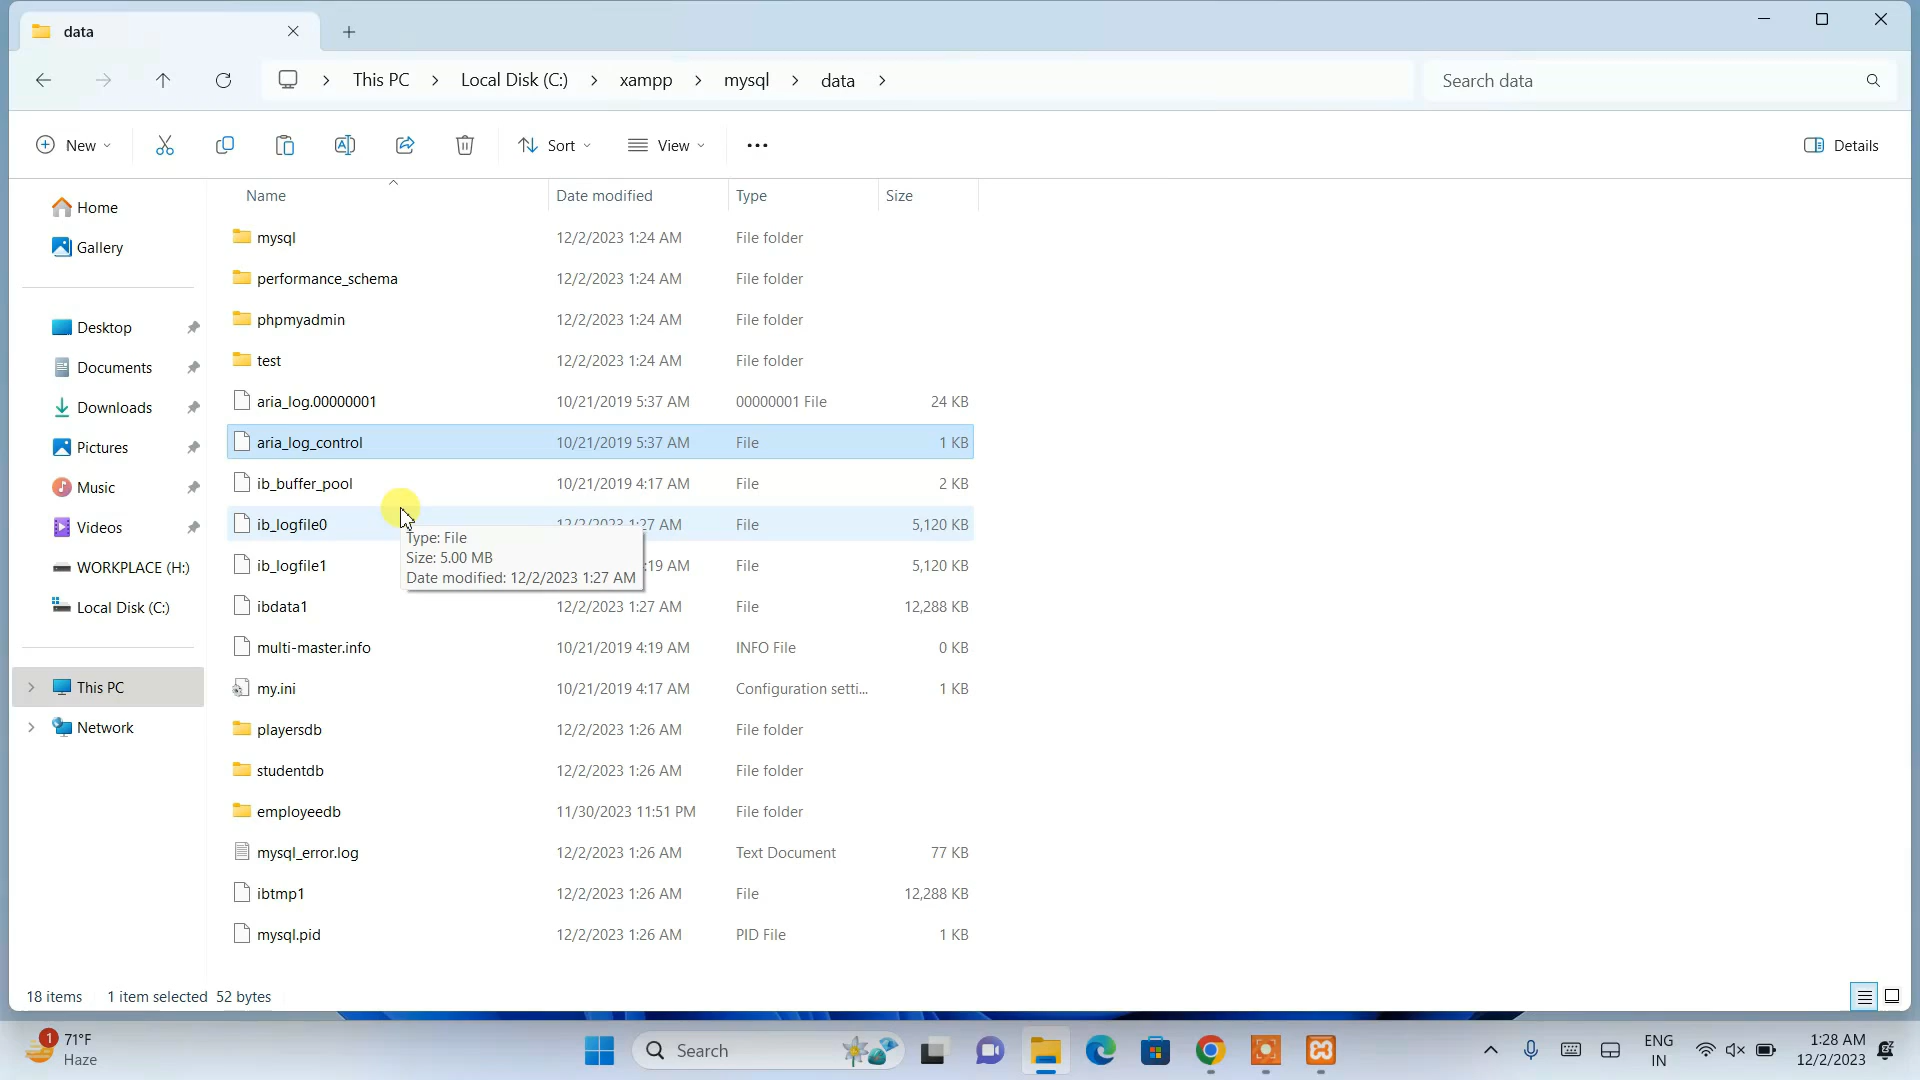 data
This PC > Local Disk (C:) > xampp > mysql > data >
Search data
New
Sort
View
Details
Name Date modified Type Size
Home
Gallery
Desktop
Documents
Downloads
Pictures
Music
Videos
WORKPLACE (H:)
Local Disk (C:)
This PC
Network
mysql 12/2/2023 1:24 AM File folder
performance_schema 12/2/2023 1:24 AM File folder
phpmyadmin 12/2/2023 1:24 AM File folder
test 12/2/2023 1:24 AM File folder
aria_log.00000001 10/21/2019 5:37 AM 00000001 File 24 KB
aria_log_control 10/21/2019 5:37 AM File 1 KB
ib_buffer_pool 10/21/2019 4:17 AM File 2 KB
ib_logfile0 12/2/2023 1:27 AM File 5,120 KB
Type: File
Size: 5.00 MB
Date modified: 12/2/2023 1:27 AM
ib_logfile1 :19 AM File 5,120 KB
ibdata1 12/2/2023 1:27 AM File 12,288 KB
multi-master.info 10/21/2019 4:19 AM INFO File 0 KB
my.ini 10/21/2019 4:17 AM Configuration setti... 1 KB
playersdb 12/2/2023 1:26 AM File folder
studentdb 12/2/2023 1:26 AM File folder
employeedb 11/30/2023 11:51 PM File folder
mysql_error.log 12/2/2023 1:26 AM Text Document 77 KB
ibtmp1 12/2/2023 1:26 AM File 12,288 KB
mysql.pid 12/2/2023 1:26 AM PID File 1 KB
18 items 1 item selected 52 bytes
1
71°F
Haze
Search
ENG
IN
1:28 AM
12/2/2023